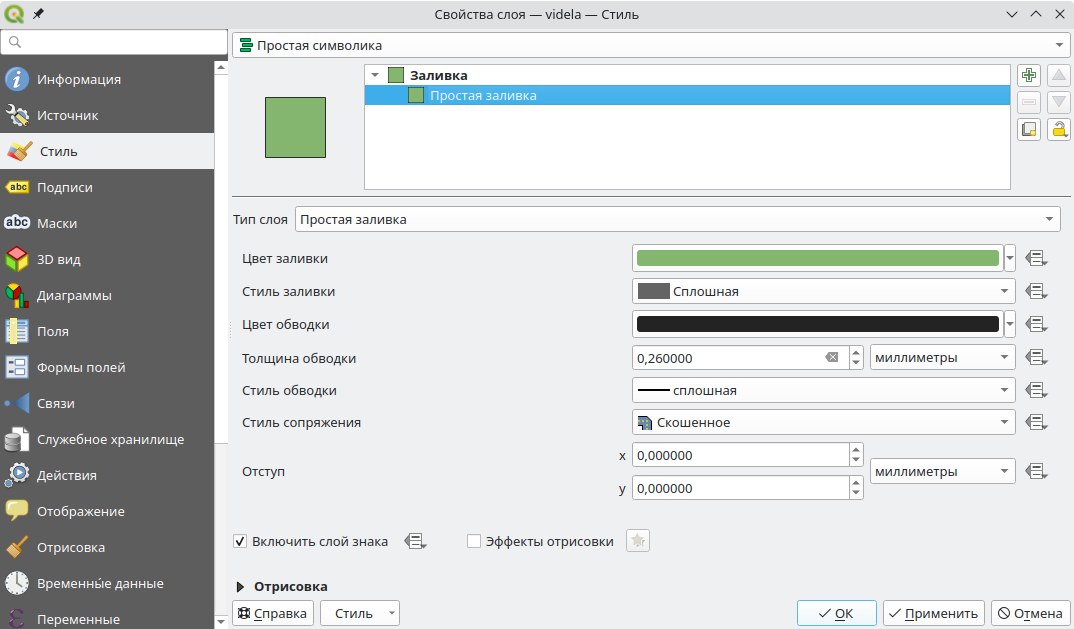 Свойства слоя — videla — Стиль
Простая символика
Информация
Источник
Стиль
Подписи
Маски
3D вид
Диаграммы
Поля
Формы полей
Связи
Служебное хранилище
Действия
Отображение
Отрисовка
Временны́е данные
Переменные
Заливка
Простая заливка
Тип слоя Простая заливка
Цвет заливки
Стиль заливки Сплошная
Цвет обводки
Толщина обводки 0,260000 миллиметры
Стиль обводки сплошная
Стиль сопряжения Скошенное
Отступ x 0,000000 миллиметры
y 0,000000
Включить слой знака Эффекты отрисовки
Отрисовка
Справка Стиль OK Применить Отмена
abc
abc